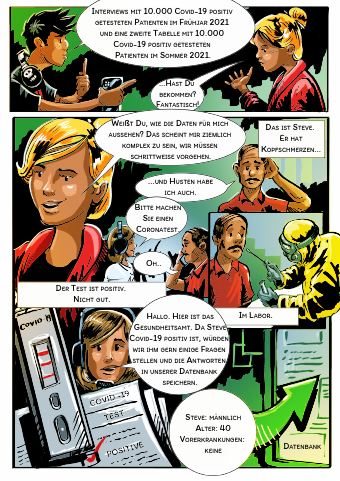 Interviews mit 10.000 Covid-19 positiv
getesteten Patienten im Frühjar 2021
und eine zweite Tabelle mit 10.000
Covid-19 positiv getesteten
Patienten im Sommer 2021.
...Hast Du
bekommen?
Fantastisch!
Weißt Du, wie die Daten für mich
aussehen? Das scheint mir ziemlich
komplex zu sein, wir müssen
schrittweise vorgehen.
Das ist Steve.
Er hat
Kopfschmerzen...
...und Husten habe
ich auch.
Bitte machen
Sie einen
Coronatest.
Oh..
Der Test ist positiv.
Nicht gut.
Im Labor.
Hallo. Hier ist das
Gesundheitsamt. Da Steve
Covid-19 positiv ist, würden
wir ihm gern einige Fragen
stellen und die Antworten
in unserer Datenbank
speichern.
Covid 19
COVID-19
TEST
POSITIVE
Steve: männlich
Alter: 40
Vorerkrankungen:
keine
Datenbank